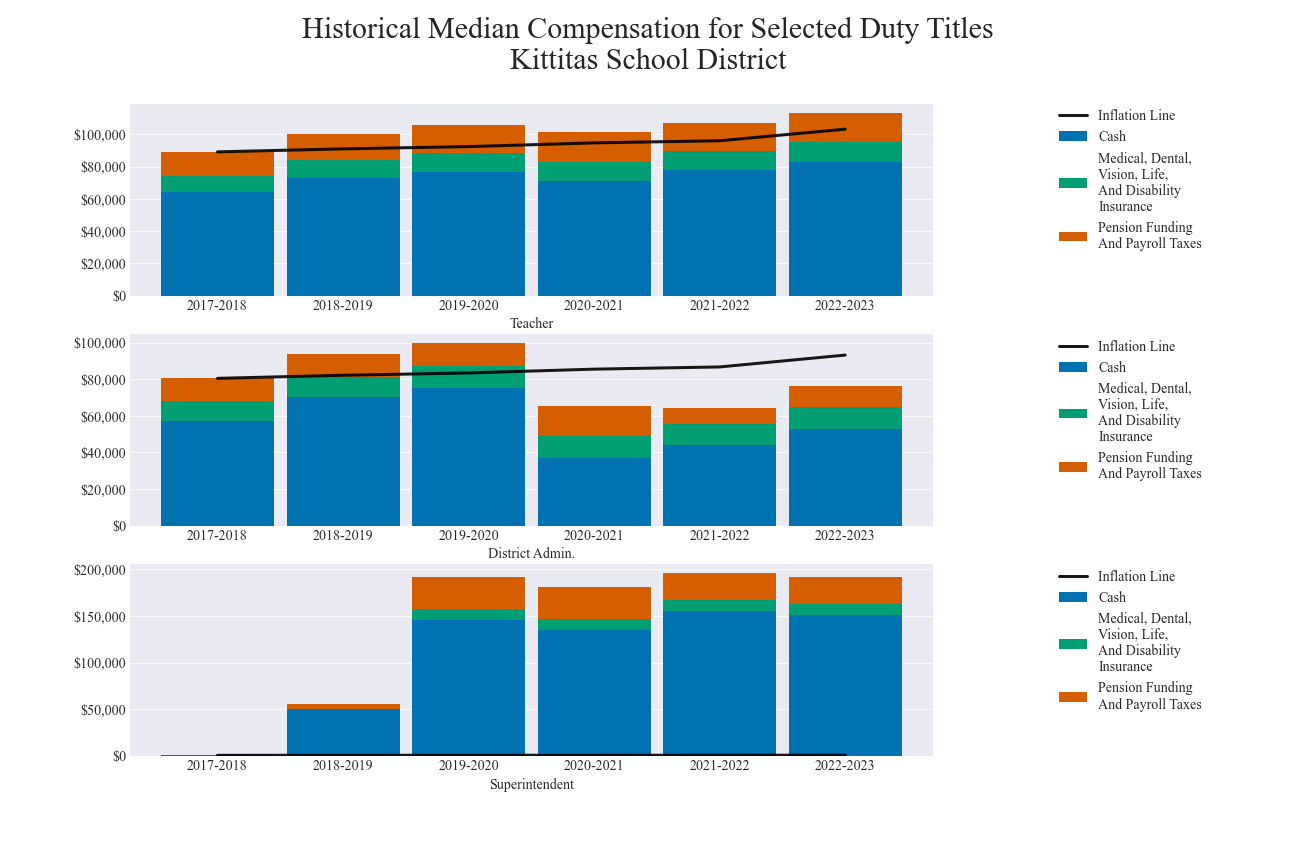 Historical Median Compensation for Selected Duty Titles
Kittitas School District
$100,000
$80,000
$60,000
$40,000
$20,000
$0
2017-2018 2018-2019 2019-2020 2020-2021 2021-2022 2022-2023
Teacher
Inflation Line
Cash
Medical, Dental,
Vision, Life,
And Disability
Insurance
Pension Funding
And Payroll Taxes
$100,000
$80,000
$60,000
$40,000
$20,000
$0
2017-2018 2018-2019 2019-2020 2020-2021 2021-2022 2022-2023
District Admin.
Inflation Line
Cash
Medical, Dental,
Vision, Life,
And Disability
Insurance
Pension Funding
And Payroll Taxes
$200,000
$150,000
$100,000
$50,000
$0
2017-2018 2018-2019 2019-2020 2020-2021 2021-2022 2022-2023
Superintendent
Inflation Line
Cash
Medical, Dental,
Vision, Life,
And Disability
Insurance
Pension Funding
And Payroll Taxes